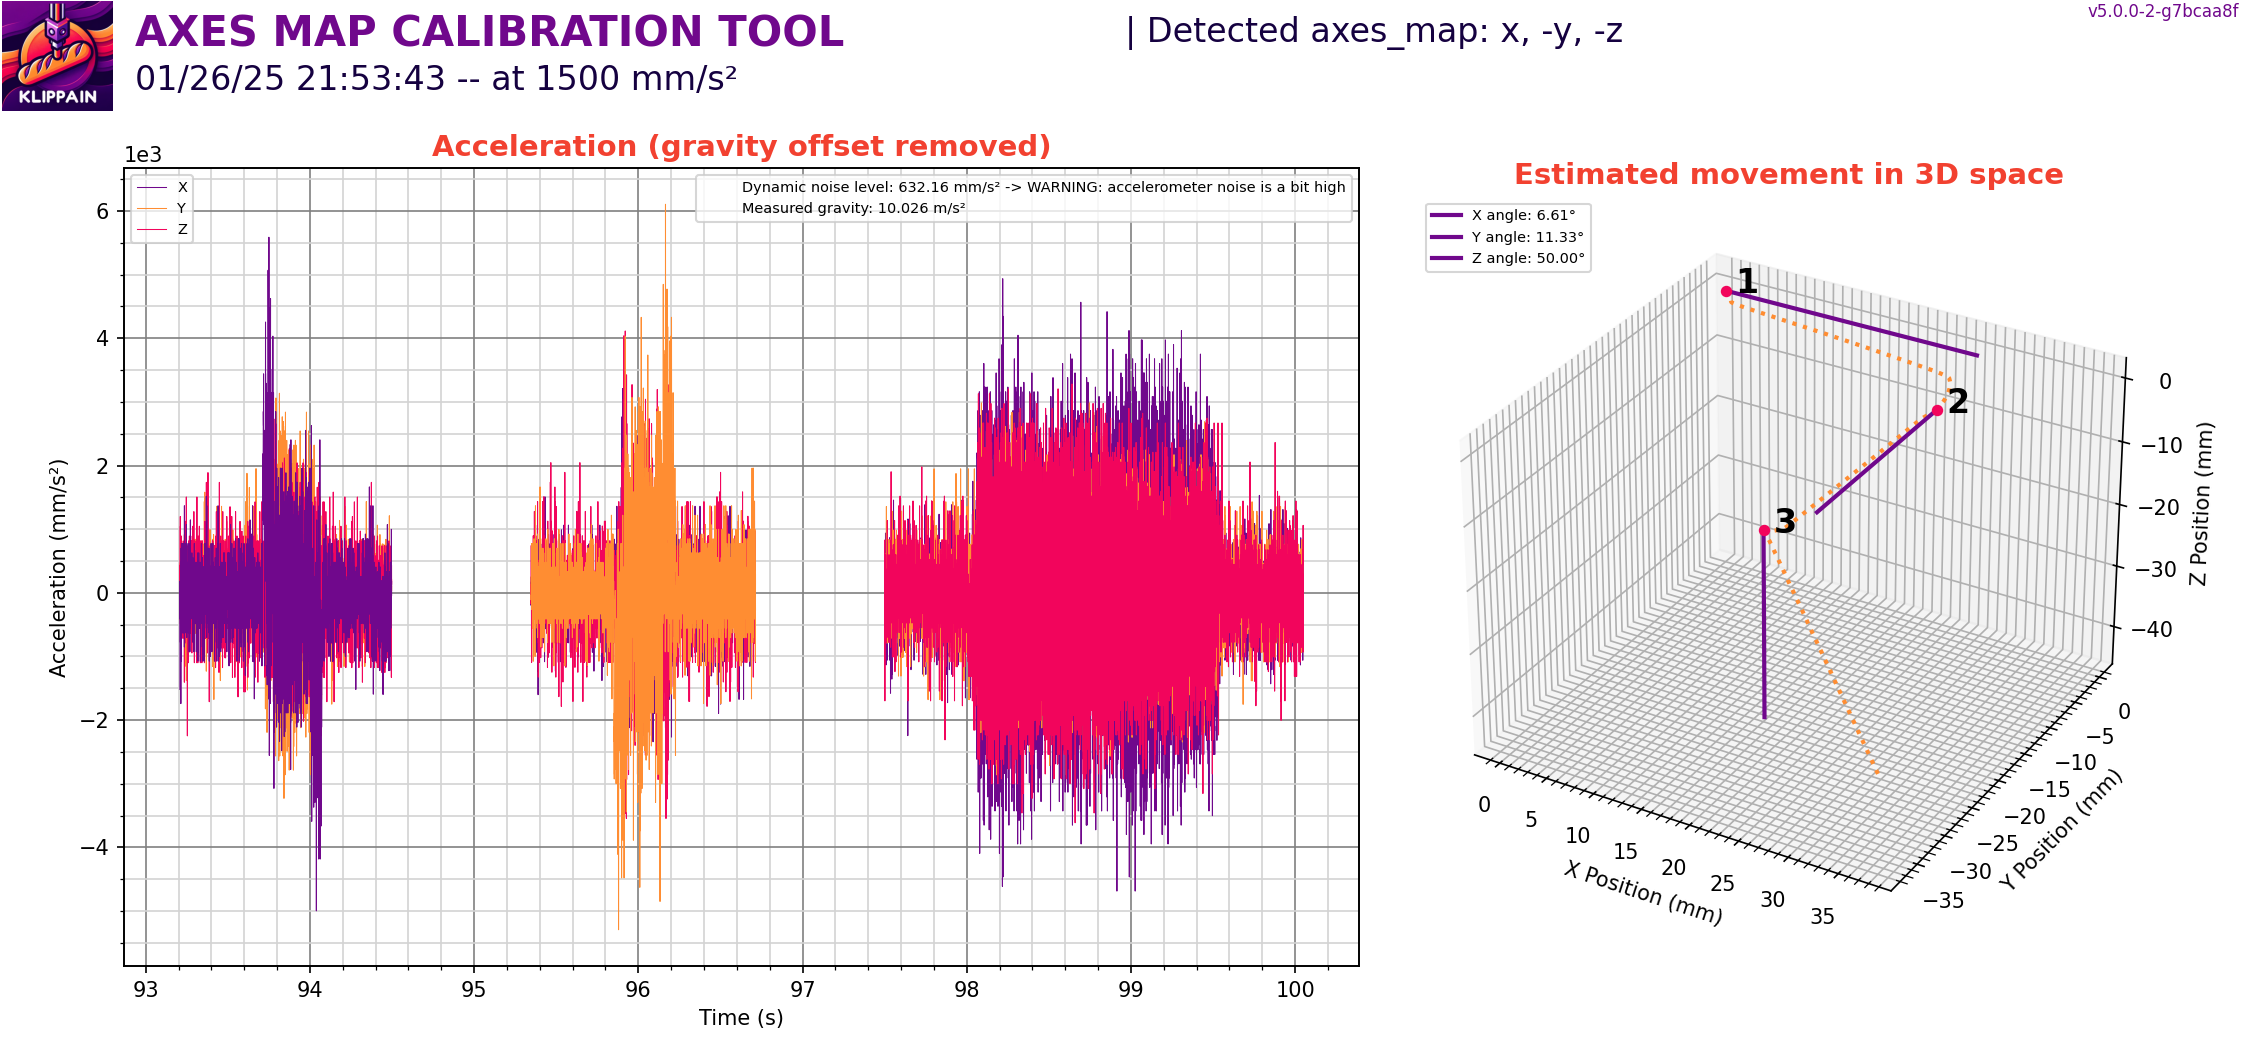 KLIPPAIN
AXES MAP CALIBRATION TOOL
01/26/25 21:53:43 -- at 1500 mm/s²
| Detected axes_map: x, -y, -z
v5.0.0-2-g7bcaa8f
Acceleration (gravity offset removed)
1e3
X
Y
Z
Dynamic noise level: 632.16 mm/s² -> WARNING: accelerometer noise is a bit high
Measured gravity: 10.026 m/s²
6
4
2
0
−2
−4
Acceleration (mm/s²)
93 94 95 96 97 98 99 100
Time (s)
Estimated movement in 3D space
X angle: 6.61°
Y angle: 11.33°
Z angle: 50.00°
1
2
3
0
−10
−20
−30
−40
Z Position (mm)
0
−5
−10
−15
−20
−25
−30
−35
Y Position (mm)
0 5 10 15 20 25 30 35
X Position (mm)